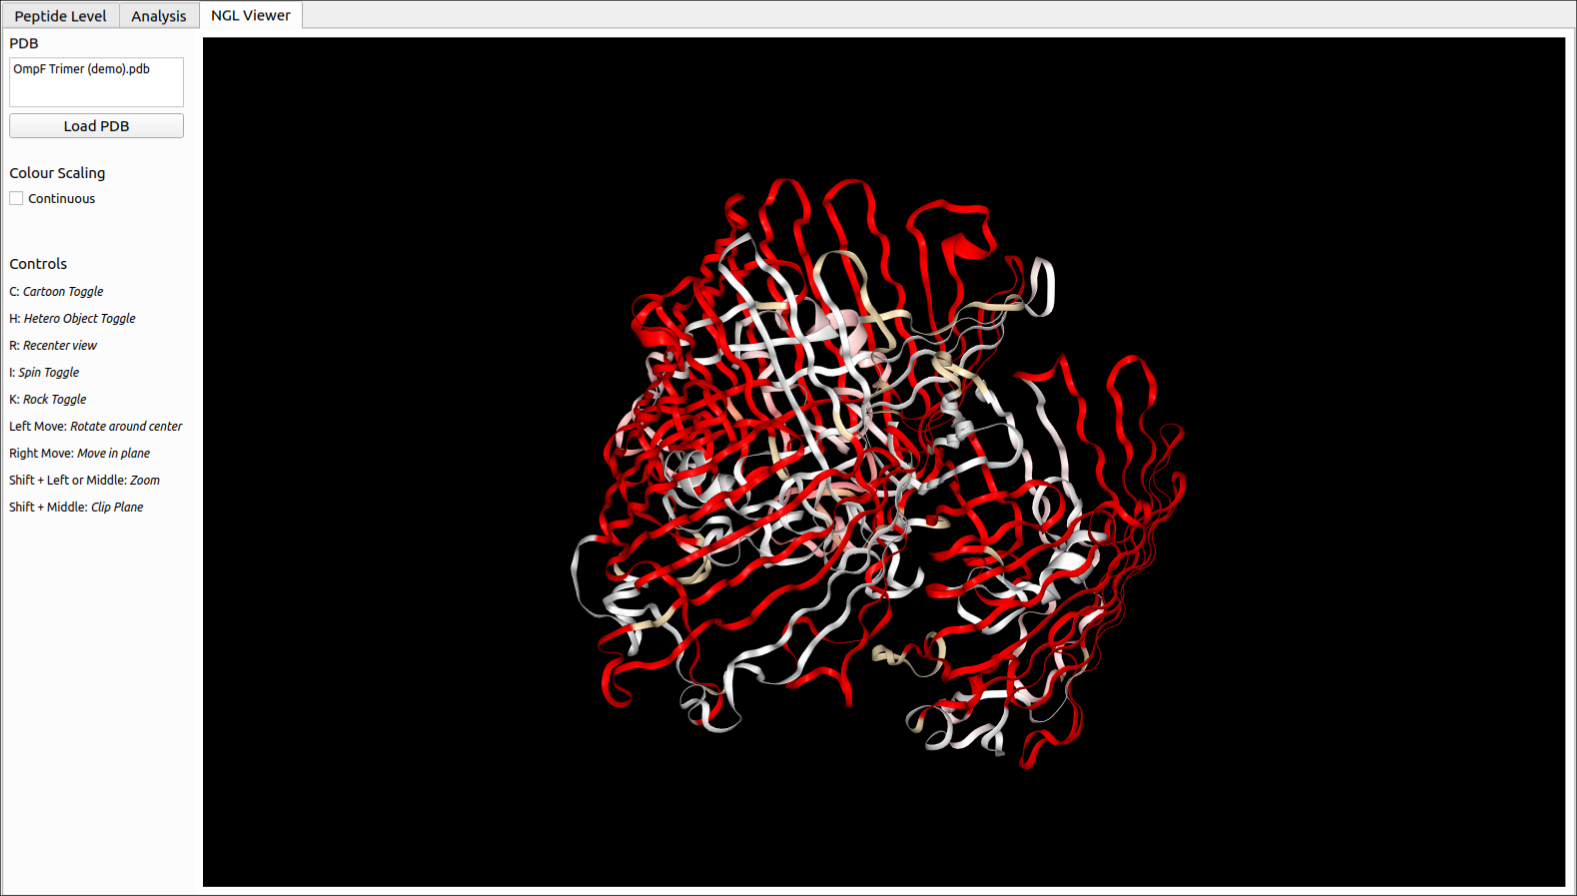 Peptide Level Analysis NGL Viewer
PDB
OmpF Trimer (demo).pdb
Load PDB
Colour Scaling
Continuous
Controls
C: Cartoon Toggle
H: Hetero Object Toggle
R: Recenter view
I: Spin Toggle
K: Rock Toggle
Left Move: Rotate around center
Right Move: Move in plane
Shift + Left or Middle: Zoom
Shift + Middle: Clip Plane